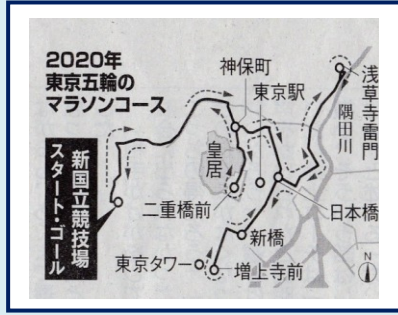 2020年
東京五輪の
マラソンコース
神保町
東京駅
浅草寺雷門
隅田川
皇居
新国立競技場
スタート・ゴール
二重橋前
日本橋
新橋
東京タワー
増上寺前
N